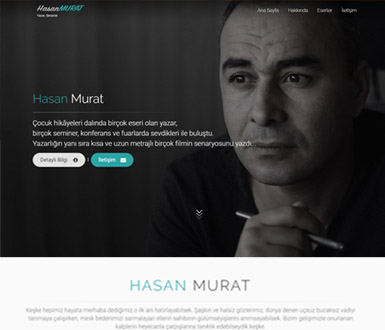 HasanMURAT
Yazar, Senarist
Ana Sayfa Hakkında Eserler İletişim
Hasan Murat
Çocuk hikâyeleri dalında birçok eseri olan yazar,
birçok seminer, konferans ve fuarlarda sevdikleri ile buluştu.
Yazarlığın yanı sıra kısa ve uzun metrajlı birçok filmin senaryosunu yazdı..
Detaylı Bilgi | İletişim
HASAN MURAT
Keşke hepimiz hayata merhaba dediğimiz o ilk anı hatırlayabilsek. Şaşkın ve halsiz gözlerimiz; dünya denen uçsuz bucaksız vadiyi
tanımaya çalışırken, minik bedenimizi sarmalayan ellerin sahibinin gülümseyişlerini anımsayabilsek. Bizim gelişimizle onurlanan
kalplerin heyecanla çarpışlarına tanıklık edebilseydik keşke.